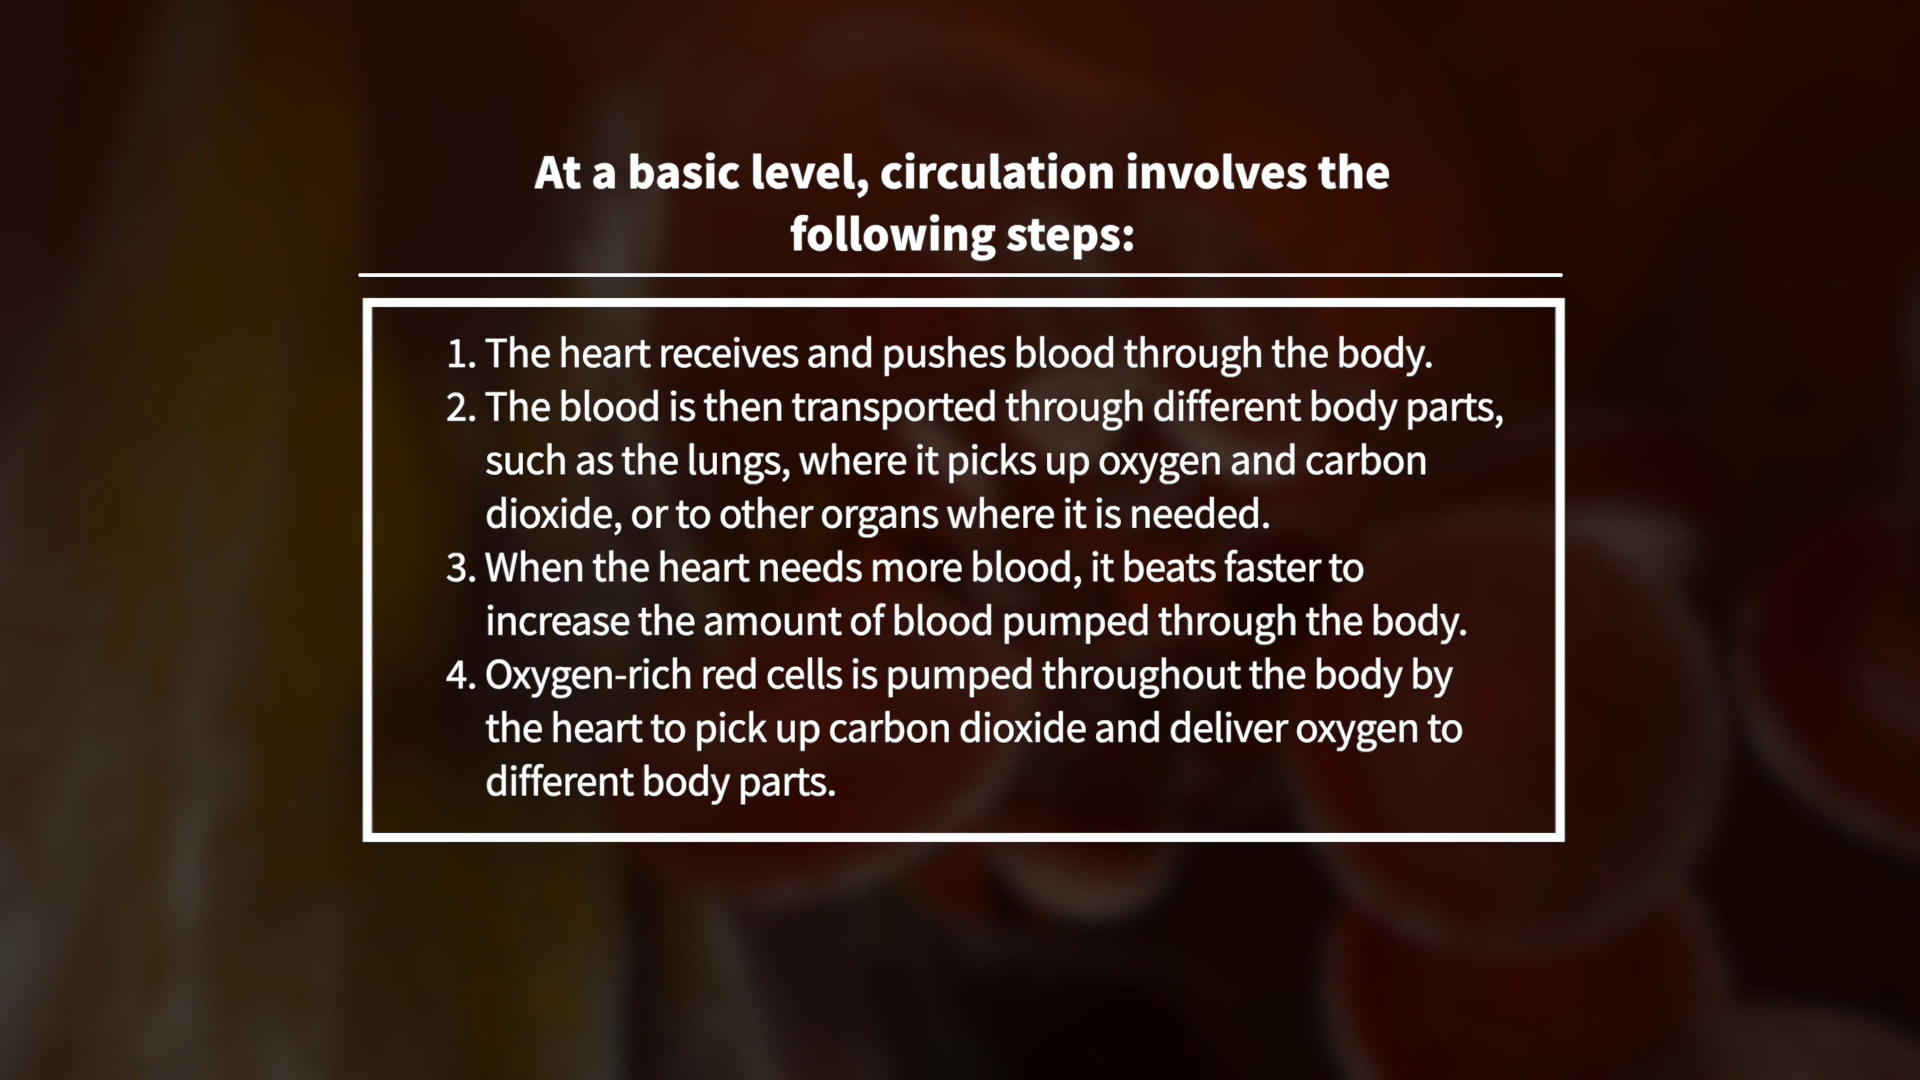 At a basic level, circulation involves the
following steps:
1. The heart receives and pushes blood through the body.
2. The blood is then transported through different body parts,
such as the lungs, where it picks up oxygen and carbon
dioxide, or to other organs where it is needed.
3. When the heart needs more blood, it beats faster to
increase the amount of blood pumped through the body.
4. Oxygen-rich red cells is pumped throughout the body by
the heart to pick up carbon dioxide and deliver oxygen to
different body parts.